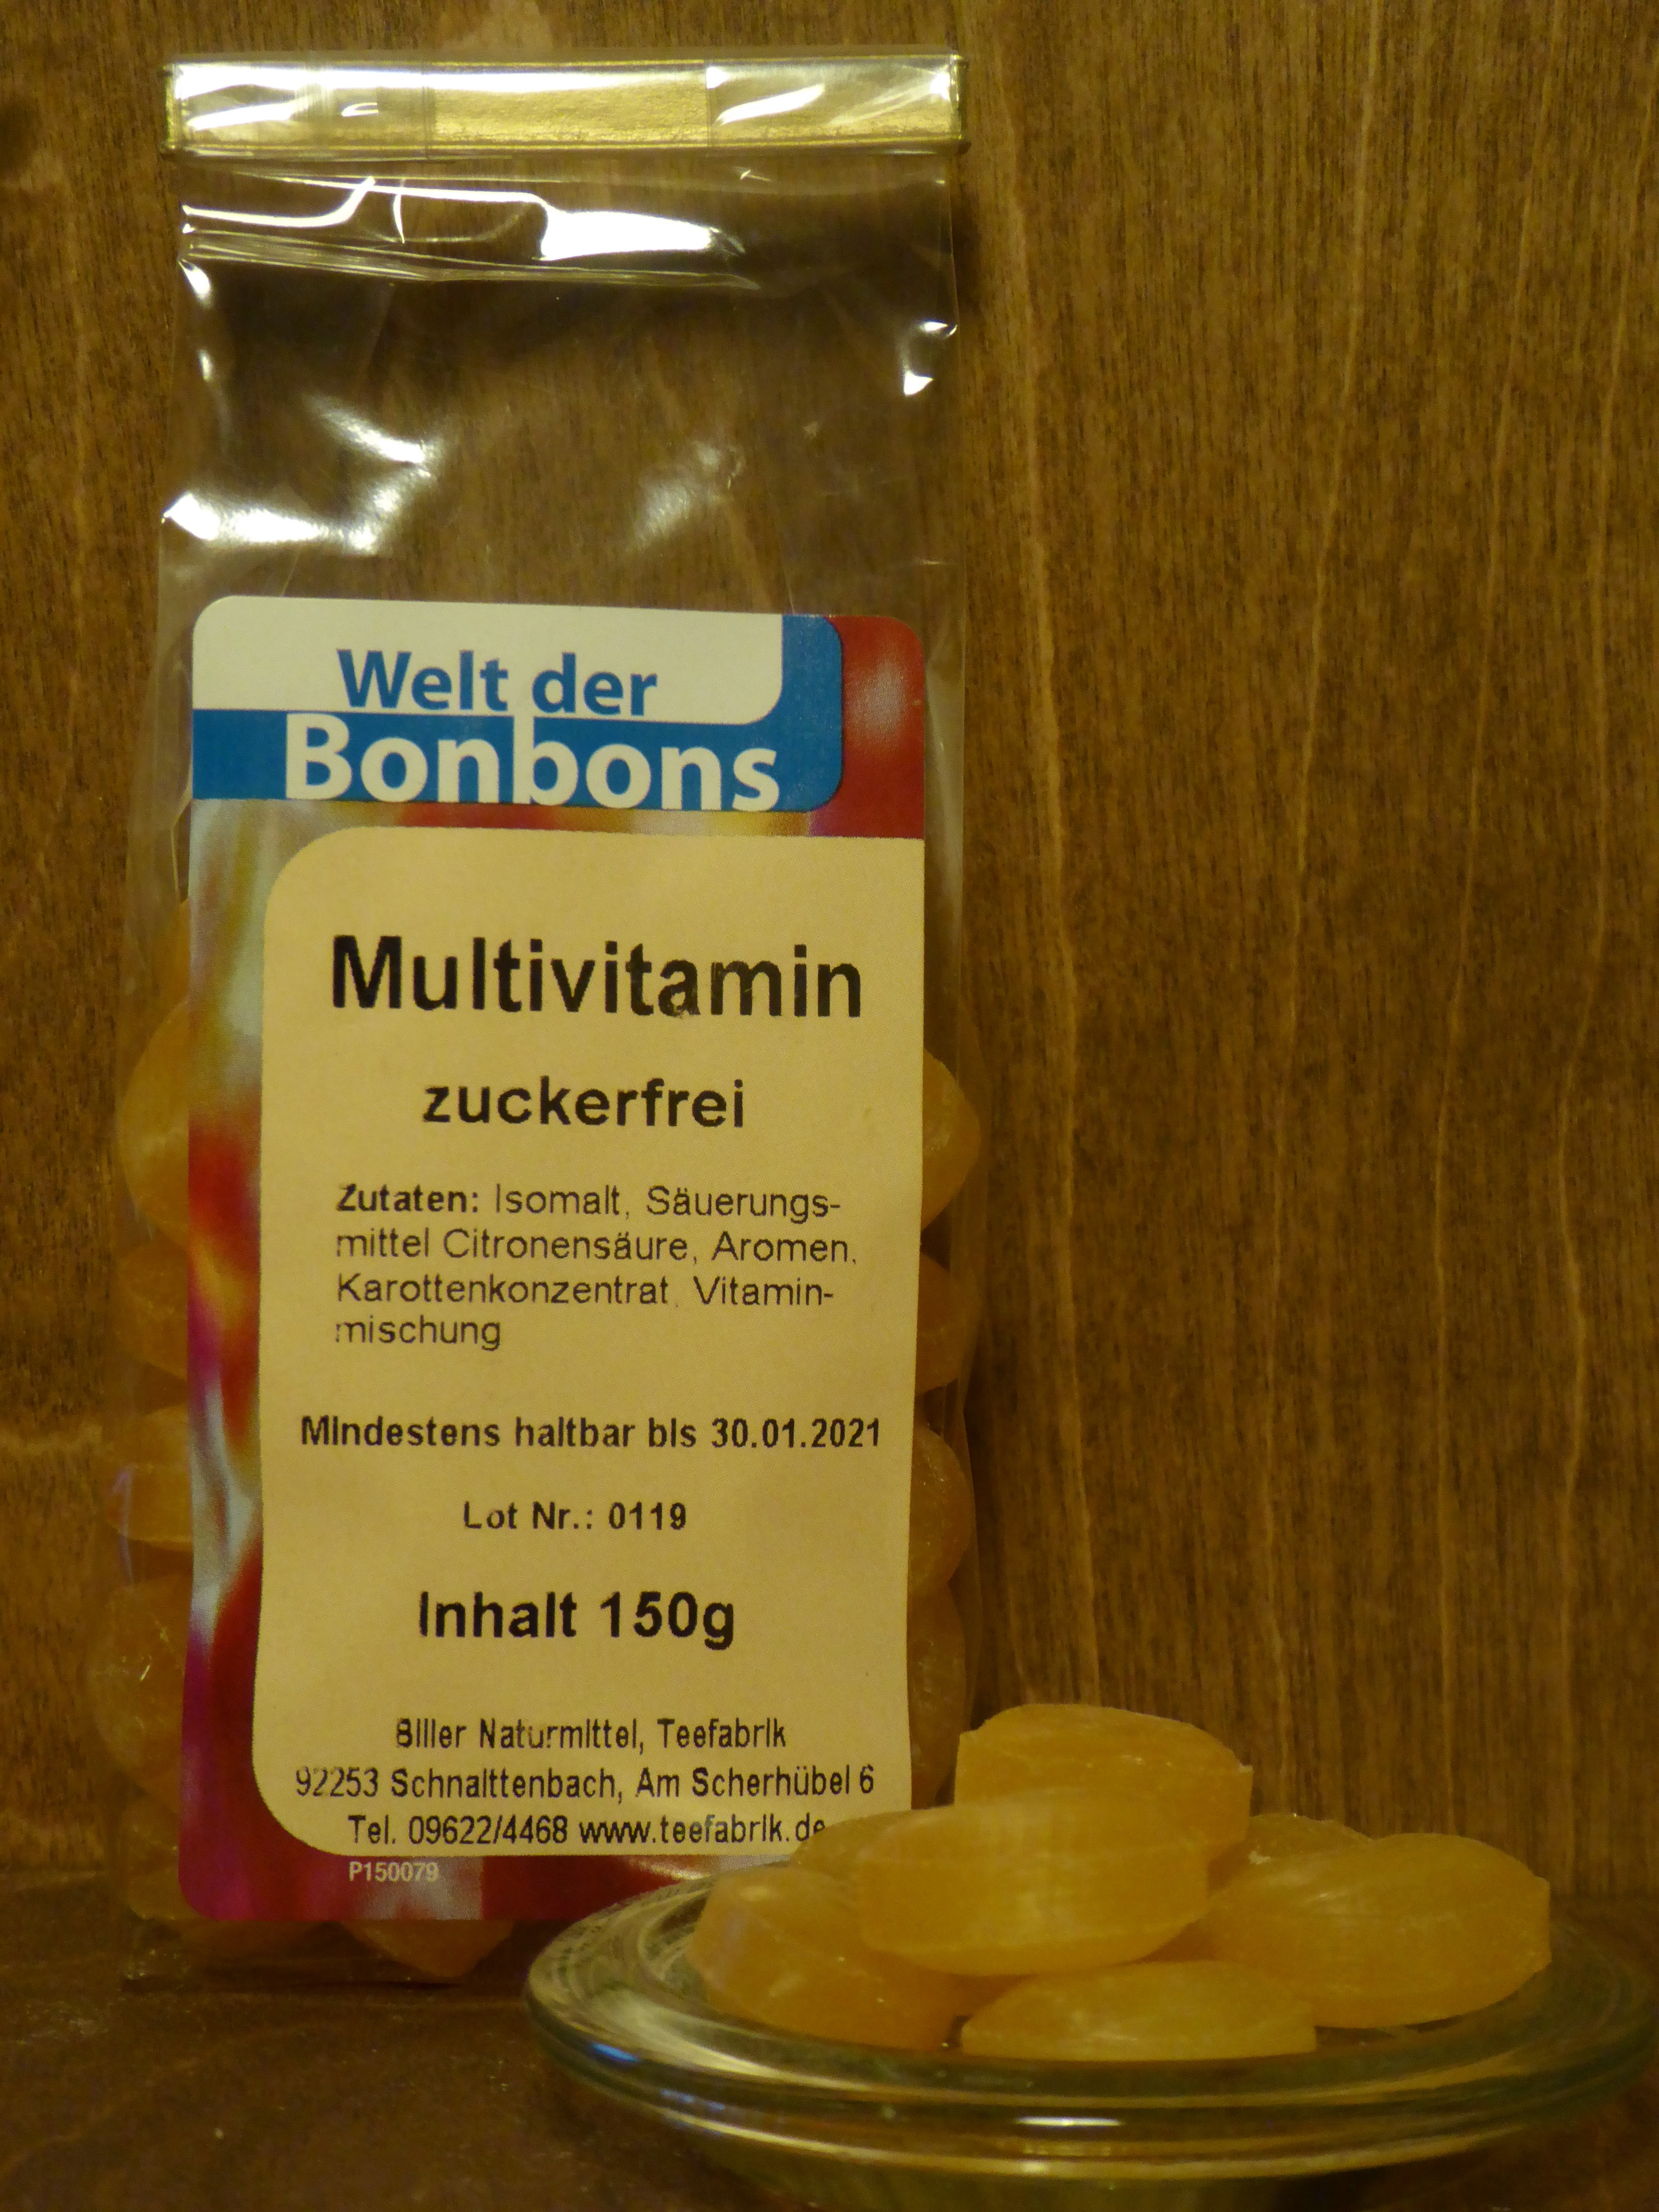 Welt der
Bonbons
Multivitamin
zuckerfrei
Zutaten: Isomalt, Säuerungs-
mittel Citronensäure, Aromen,
Karottenkonzentrat, Vitamin-
mischung
Mindestens haltbar bis 30.01.2021
Lot Nr.: 0119
Inhalt 150g
Biller Naturmittel, Teefabrik
92253 Schnaittenbach, Am Scherhübel 6
Tel. 09622/4468 www.teefabrik.de
P150079